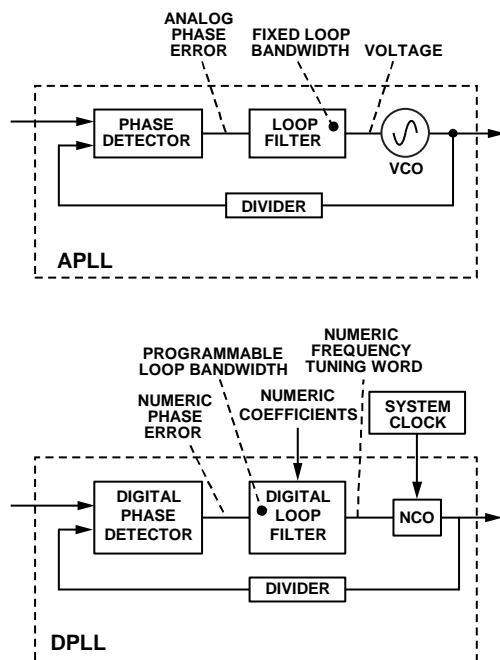 ANALOG
PHASE
ERROR
FIXED LOOP
BANDWIDTH
VOLTAGE
PHASE
DETECTOR
LOOP
FILTER
VCO
DIVIDER
APLL
PROGRAMMABLE
LOOP BANDWIDTH
NUMERIC
FREQUENCY
TUNING WORD
NUMERIC
PHASE
ERROR
NUMERIC
COEFFICIENTS
SYSTEM
CLOCK
DIGITAL
PHASE
DETECTOR
DIGITAL
LOOP
FILTER
NCO
DIVIDER
DPLL